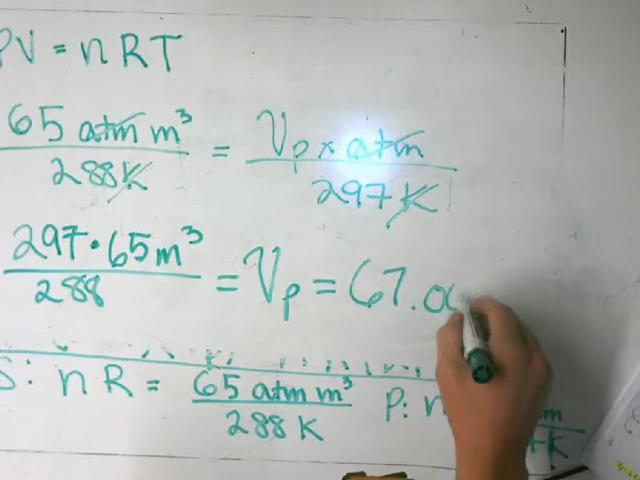 PV = nRT
65 atm m³ / 288 K = Vp × atm / 297 K
297 · 65 m³ / 288 = Vp = 67.0
S: nR = 65 atm m³ / 288 K P: n